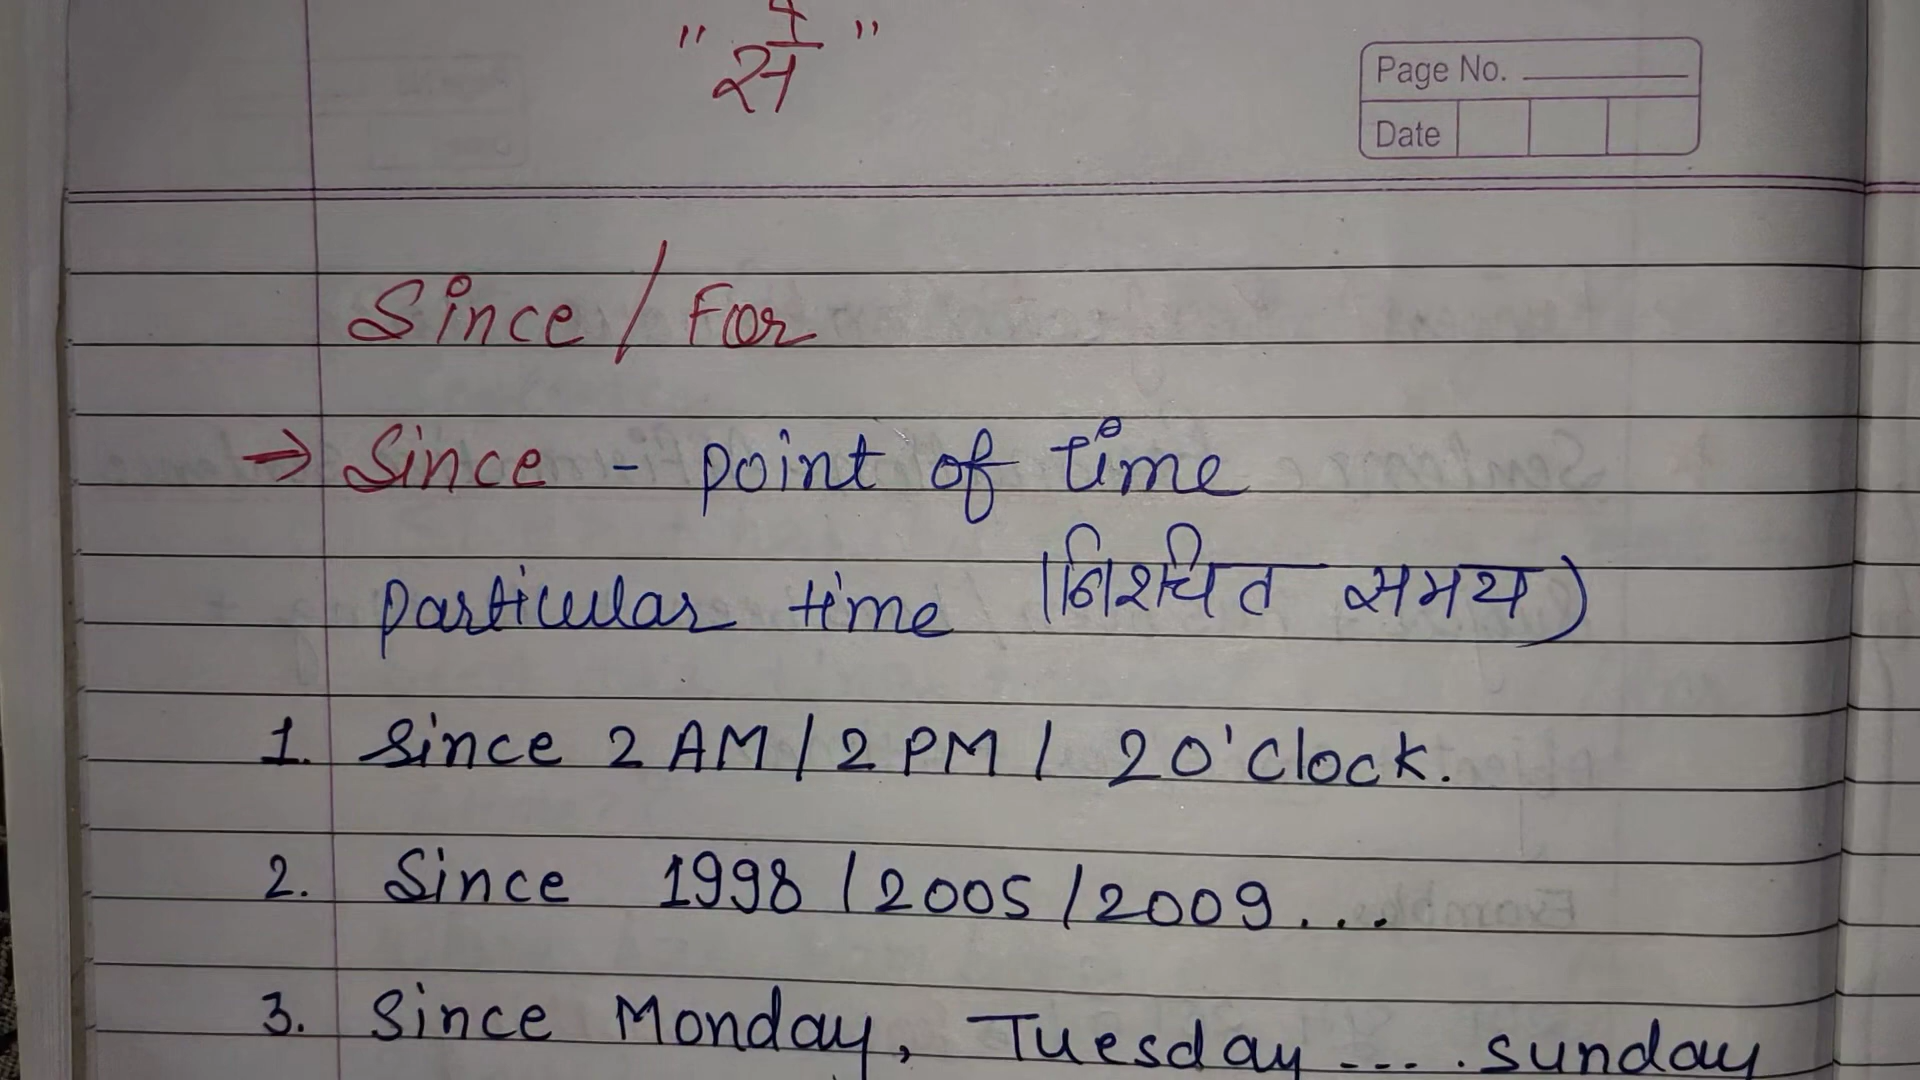 "से"
Page No.
Date
Since / For
⇒ Since - point of time
particular time (निश्चित समय)
1. Since 2 AM / 2 PM / 2 O'Clock.
2. Since 1998 / 2005 / 2009 ...
3. Since Monday, Tuesday ---. . sunday